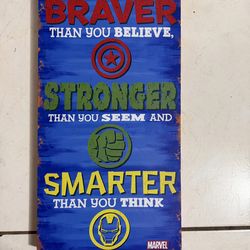 BRAVER
THAN YOU BELIEVE,
STRONGER
THAN YOU SEEM AND
SMARTER
THAN YOU THINK
MARVEL